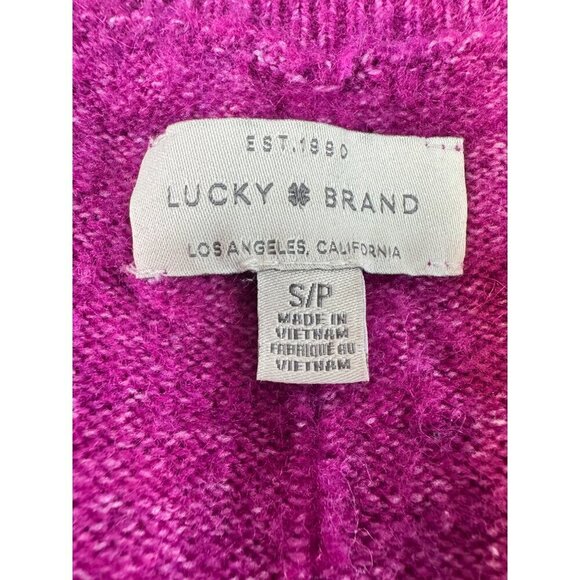 EST.1990
LUCKY BRAND
LOS ANGELES, CALIFORNIA
S/P
MADE IN
VIETNAM
FABRIQUÉ AU
VIETNAM